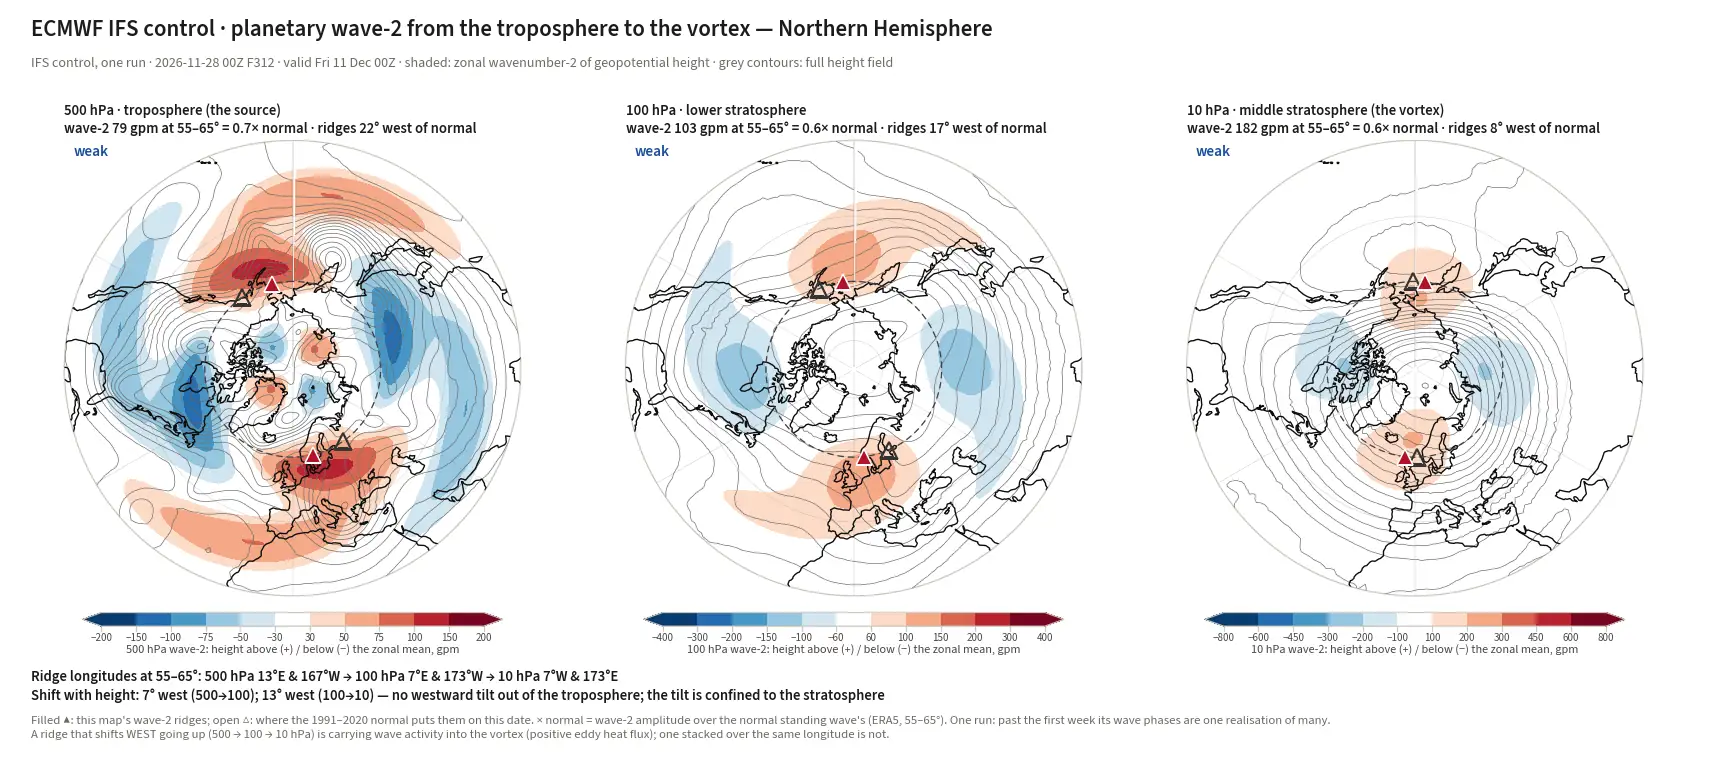 ECMWF IFS control · planetary wave-2 from the troposphere to the vortex — Northern Hemisphere
IFS control, one run · 2026-11-28 00Z F312 · valid Fri 11 Dec 00Z · shaded: zonal wavenumber-2 of geopotential height · grey contours: full height field
500 hPa · troposphere (the source)
wave-2 79 gpm at 55–65° = 0.7× normal · ridges 22° west of normal
weak
100 hPa · lower stratosphere
wave-2 103 gpm at 55–65° = 0.6× normal · ridges 17° west of normal
weak
10 hPa · middle stratosphere (the vortex)
wave-2 182 gpm at 55–65° = 0.6× normal · ridges 8° west of normal
weak
−200 −150 −100 −75 −50 −30 30 50 75 100 150 200
500 hPa wave-2: height above (+) / below (−) the zonal mean, gpm
−400 −300 −200 −150 −100 −60 60 100 150 200 300 400
100 hPa wave-2: height above (+) / below (−) the zonal mean, gpm
−800 −600 −450 −300 −200 −100 100 200 300 450 600 800
10 hPa wave-2: height above (+) / below (−) the zonal mean, gpm
Ridge longitudes at 55–65°: 500 hPa 13°E & 167°W → 100 hPa 7°E & 173°W → 10 hPa 7°W & 173°E
Shift with height: 7° west (500→100); 13° west (100→10) — no westward tilt out of the troposphere; the tilt is confined to the stratosphere
Filled ▲: this map's wave-2 ridges; open △: where the 1991–2020 normal puts them on this date. × normal = wave-2 amplitude over the normal standing wave's (ERA5, 55–65°). One run: past the first week its wave phases are one realisation of many.
A ridge that shifts WEST going up (500 → 100 → 10 hPa) is carrying wave activity into the vortex (positive eddy heat flux); one stacked over the same longitude is not.